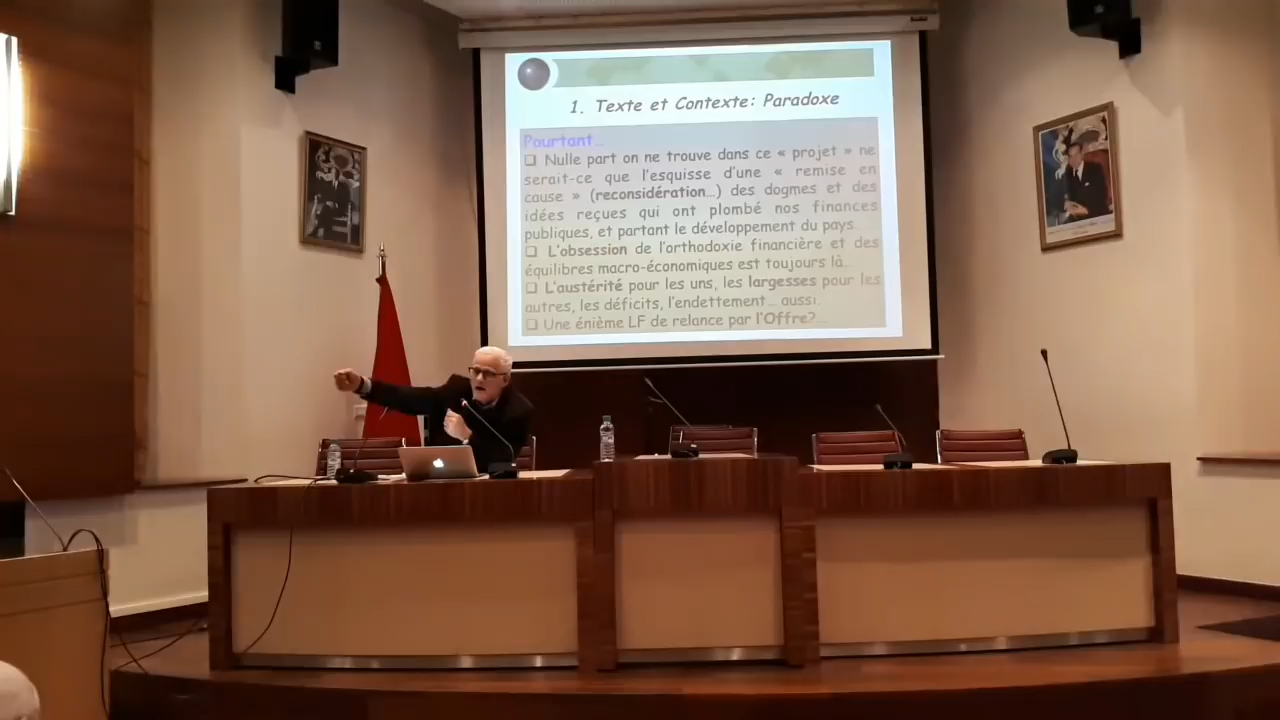 1. Texte et Contexte: Paradoxe
Pourtant...
❑ Nulle part on ne trouve dans ce « projet » ne
serait-ce que l'esquisse d'une « remise en
cause » (reconsidération...) des dogmes et des
idées reçues qui ont plombé nos finances
publiques, et partant le développement du pays...
❑ L'obsession de l'orthodoxie financière et des
équilibres macro-économiques est toujours là...
❑ L'austérité pour les uns, les largesses pour les
autres, les déficits, l'endettement... aussi.
❑ Une énième LF de relance par l'Offre?...